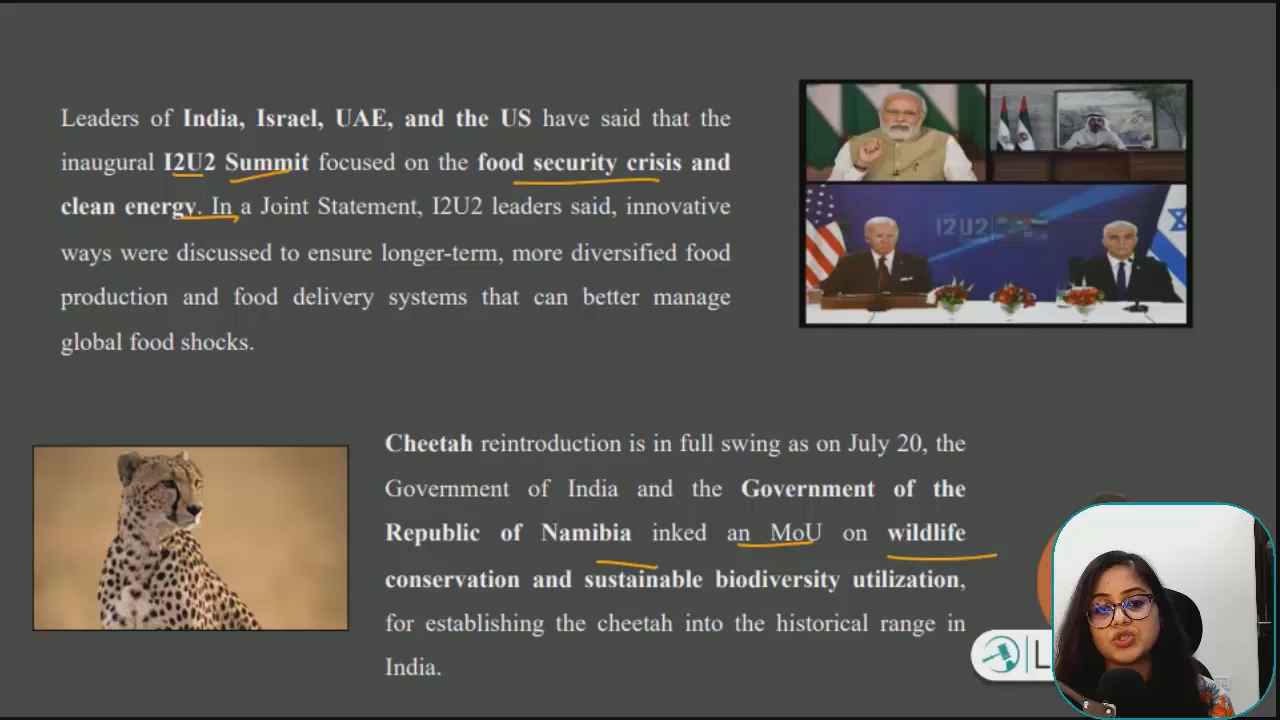 Leaders of India, Israel, UAE, and the US have said that the
inaugural I2U2 Summit focused on the food security crisis and
clean energy. In a Joint Statement, I2U2 leaders said, innovative
ways were discussed to ensure longer-term, more diversified food
production and food delivery systems that can better manage
global food shocks.
I2U2
Cheetah reintroduction is in full swing as on July 20, the
Government of India and the Government of the
Republic of Namibia inked an MoU on wildlife
conservation and sustainable biodiversity utilization,
for establishing the cheetah into the historical range in
India.
L